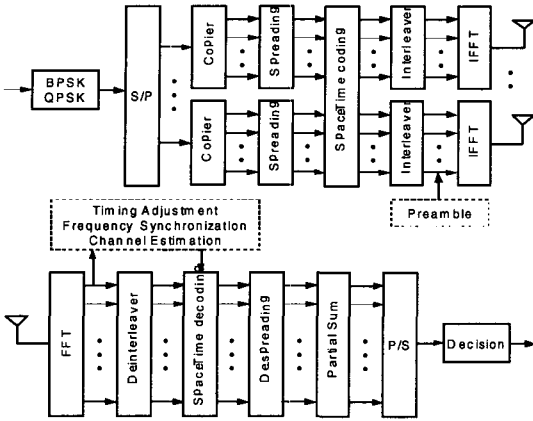 BPSK
QPSK
S/P
CoPier
SPreading
SPaceTime coding
Interleaver
IFFT
CoPier
SPreading
Interleaver
IFFT
Preamble
Timing Adjustment
Frequency Synchronization
Channel Estimation
FFT
Deinterleaver
SPaceTime decoding
DesPreading
Partial Sum
P/S
Decision